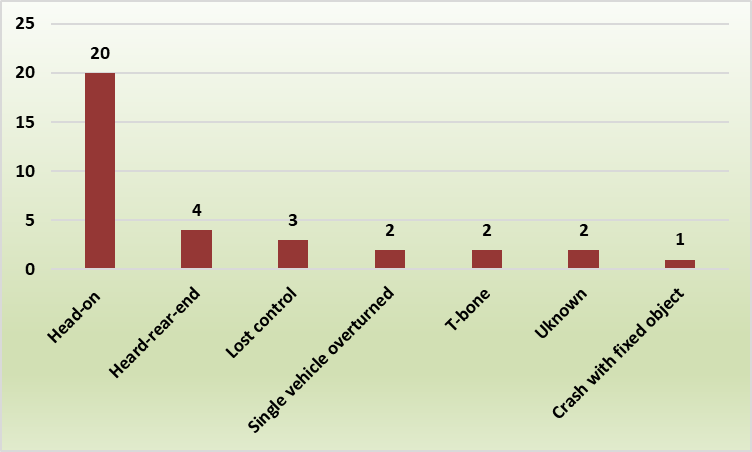 25
20
15
10
5
0
20
4
3
2
2
2
1
Head-on
Heard-rear-end
Lost control
Single vehicle overturned
T-bone
Uknown
Crash with fixed object